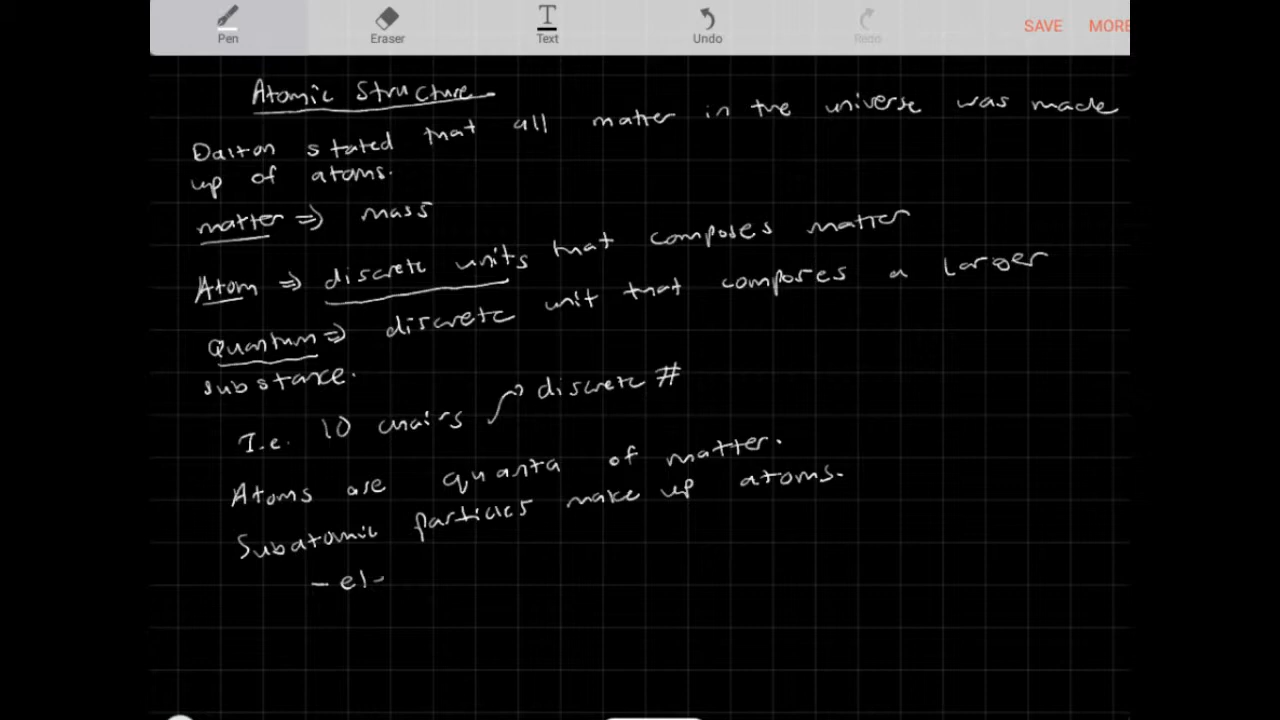 Pen Eraser Text Undo Redo SAVE MORE
Atomic Structure
Dalton stated that all matter in the universe was made
up of atoms.
matter => mass
Atom => discrete units that composes matter
Quantum => discrete unit that composes a larger
substance.
I.e. 10 chairs → discrete #
Atoms are quanta of matter.
Subatomic particles make up atoms.
- el-